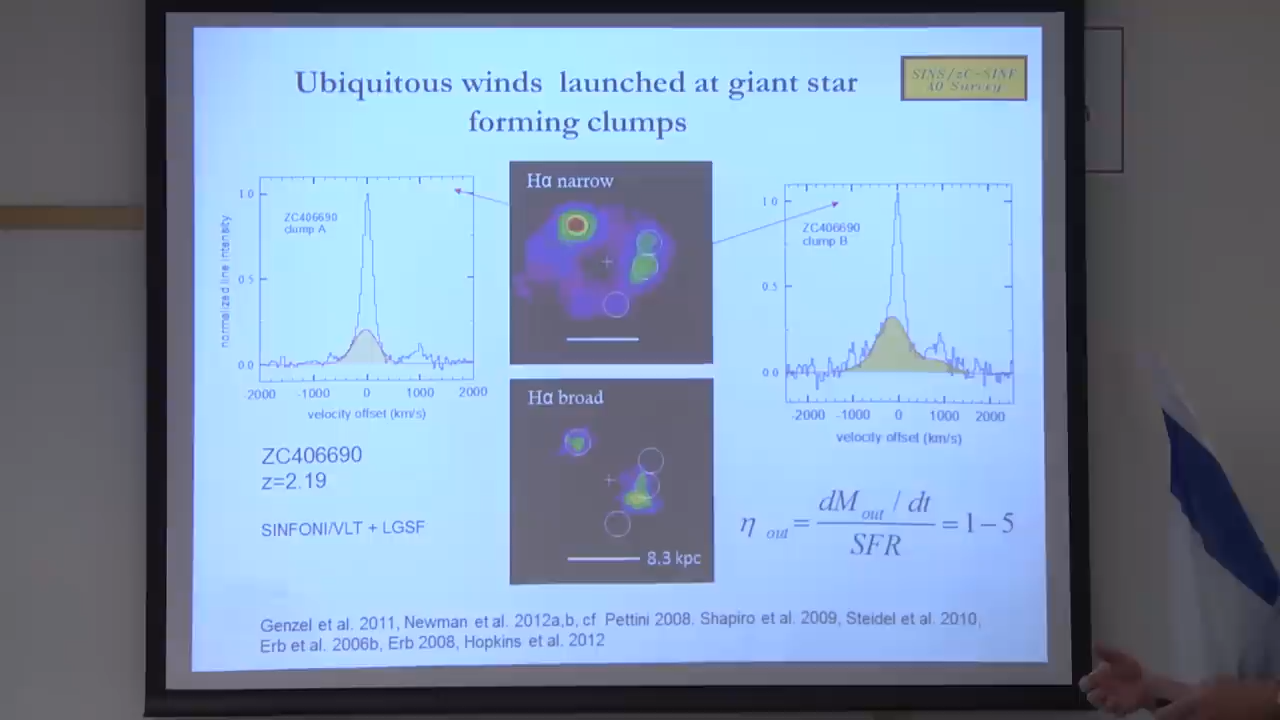 Ubiquitous winds launched at giant star
forming clumps
SINS/zC-SINF
AO Survey
1.0
0.5
0.0
normalized line intensity
ZC406690
clump A
-2000 -1000 0 1000 2000
velocity offset (km/s)
Hα narrow
Hα broad
8.3 kpc
1.0
0.5
0.0
ZC406690
clump B
-2000 -1000 0 1000 2000
velocity offset (km/s)
ZC406690
z=2.19
SINFONI/VLT + LGSF
η out = dM out / dt / SFR = 1 – 5
Genzel et al. 2011, Newman et al. 2012a,b, cf Pettini 2008. Shapiro et al. 2009, Steidel et al. 2010,
Erb et al. 2006b, Erb 2008, Hopkins et al. 2012